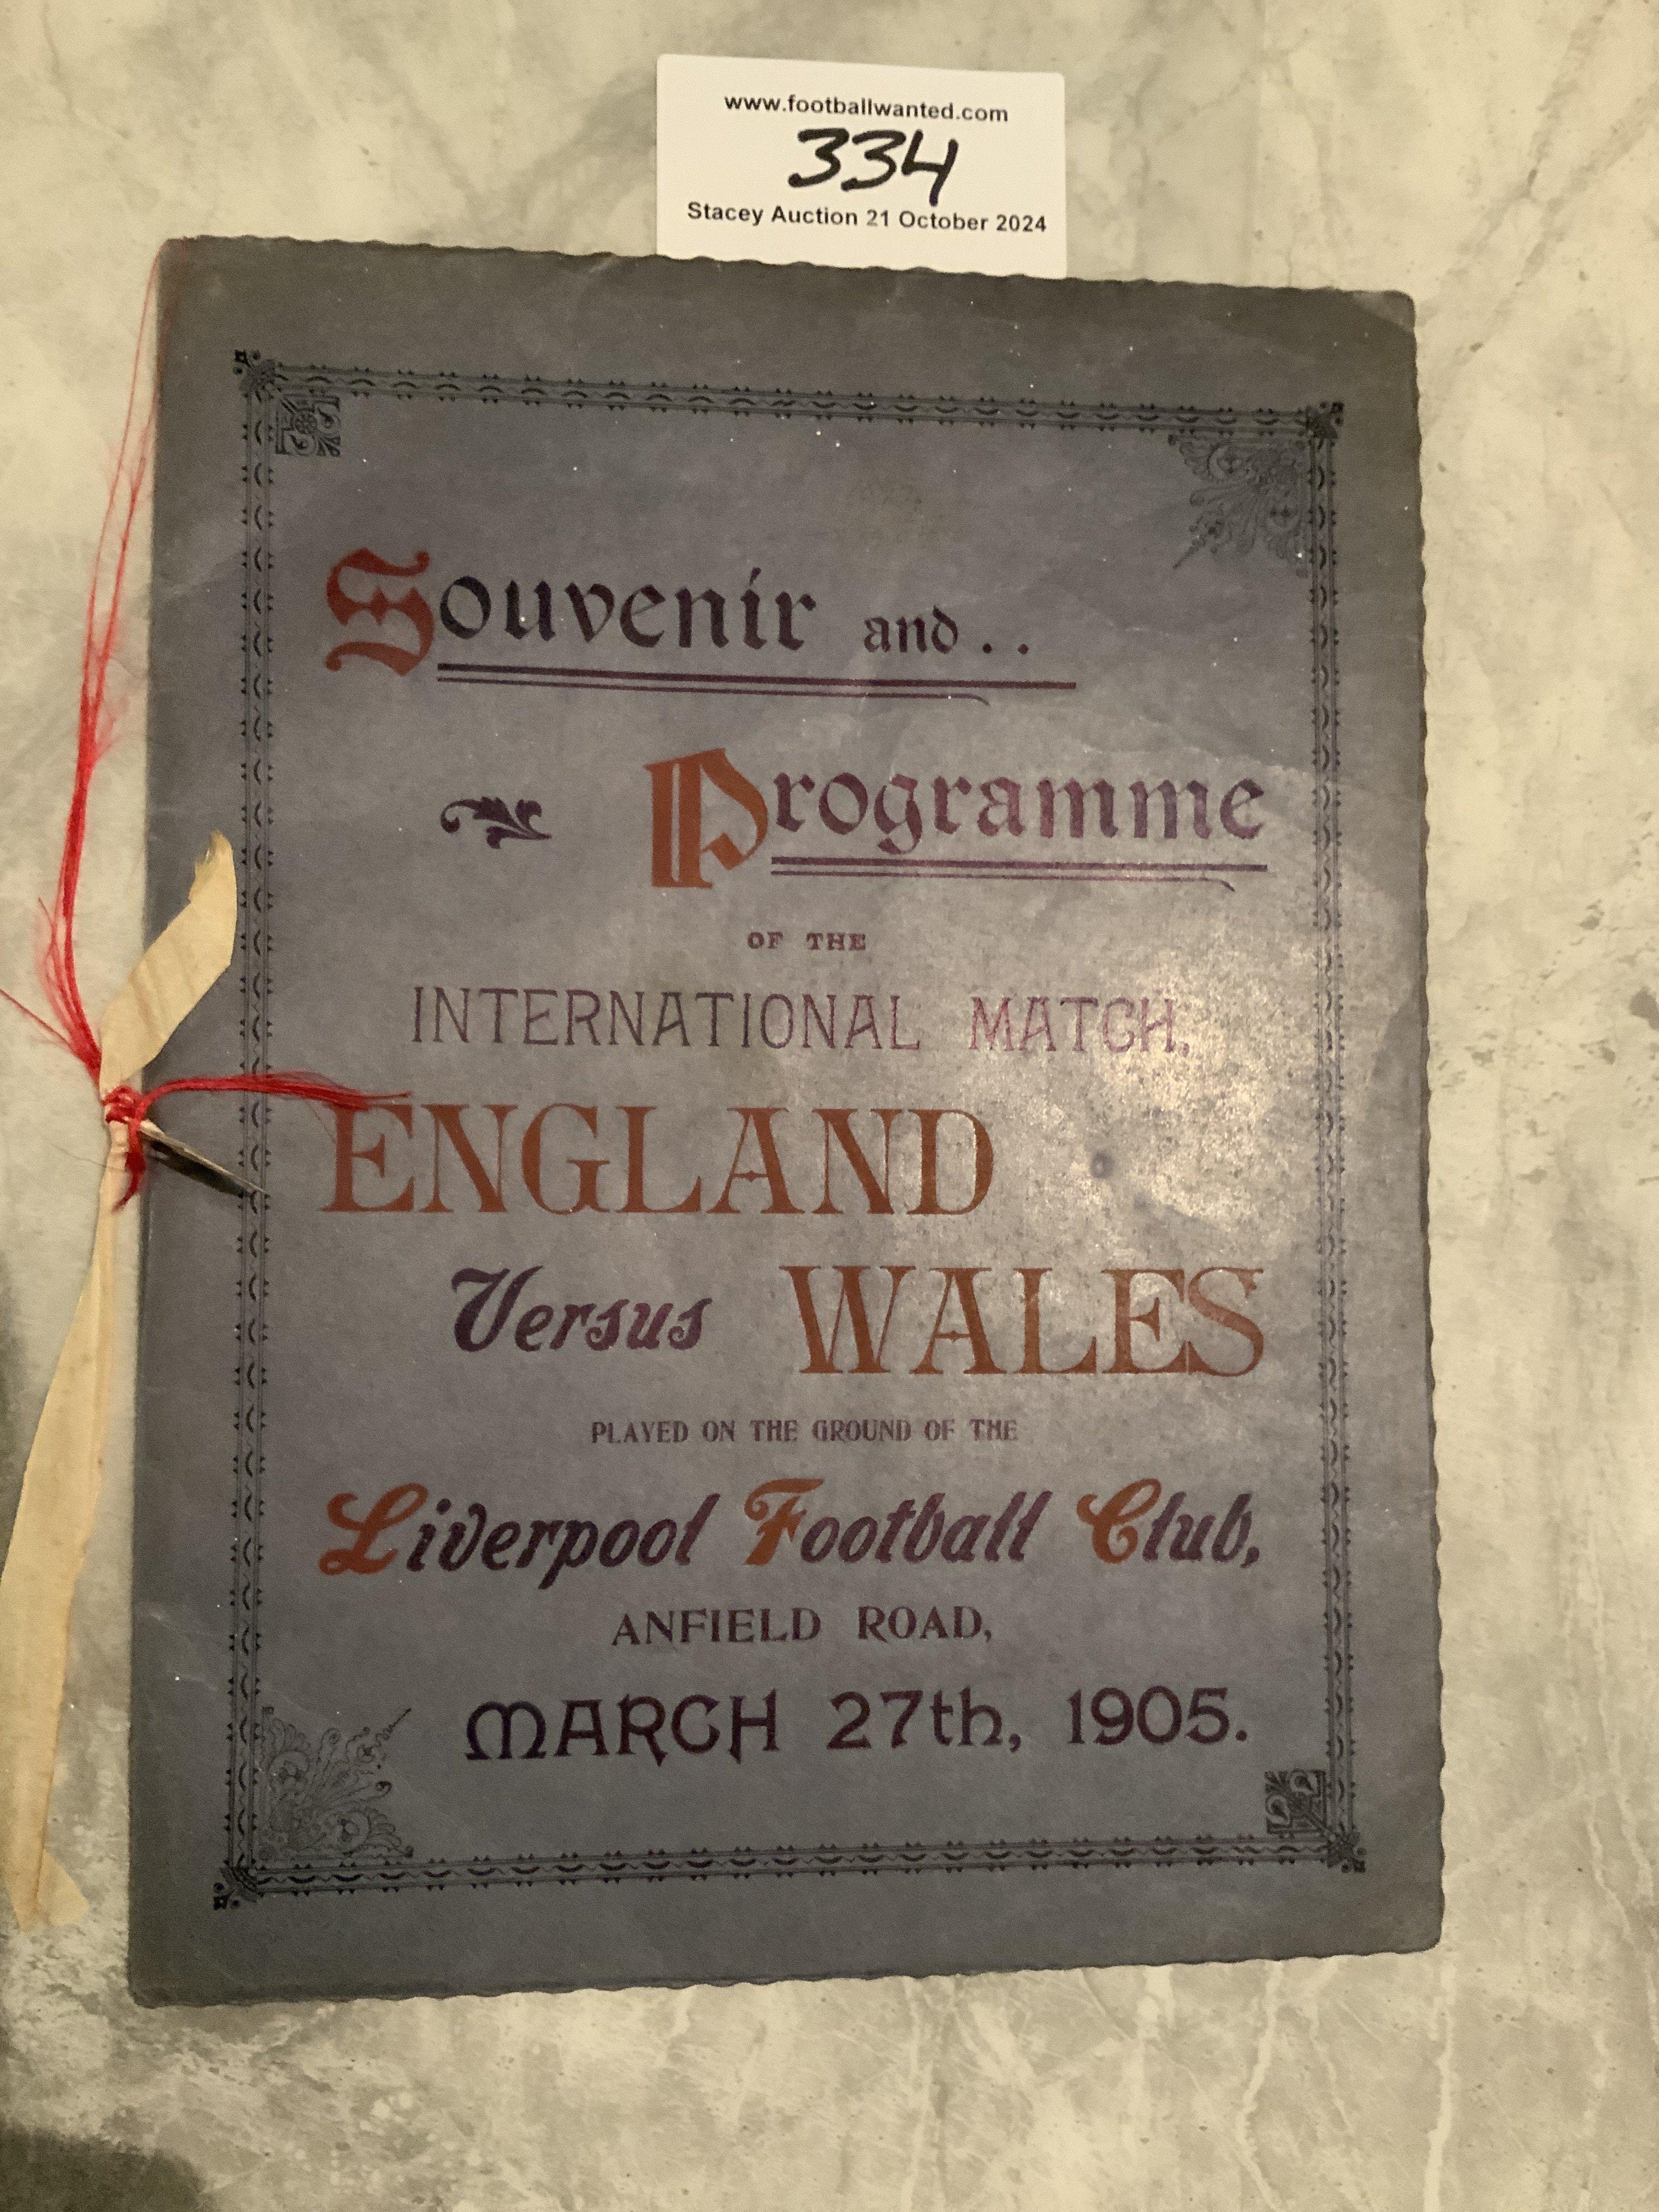 www.footballwanted.com
334
Stacey Auction 21 October 2024
Souvenir and..
Programme
OF THE
INTERNATIONAL MATCH,
ENGLAND
Versus WALES
PLAYED ON THE GROUND OF THE
Liverpool Football Club,
ANFIELD ROAD,
MARCH 27th, 1905.